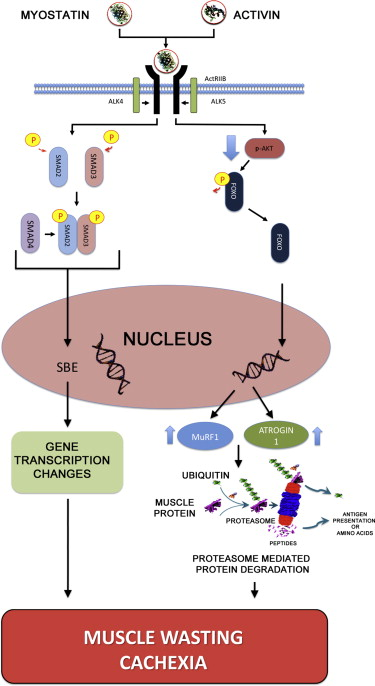 MYOSTATIN
ACTIVIN
ActRIIB
ALK4
ALK5
P
P
SMAD2
SMAD3
p-AKT
P
FOXO
P
P
SMAD4
SMAD2
SMAD3
FOXO
NUCLEUS
SBE
MuRF1
ATROGIN
1
GENE
TRANSCRIPTION
CHANGES
UBIQUITIN
MUSCLE
PROTEIN
PROTEASOME
PEPTIDES
ANTIGEN
PRESENTATION
OR
AMINO ACIDS
PROTEASOME MEDIATED
PROTEIN DEGRADATION
MUSCLE WASTING
CACHEXIA